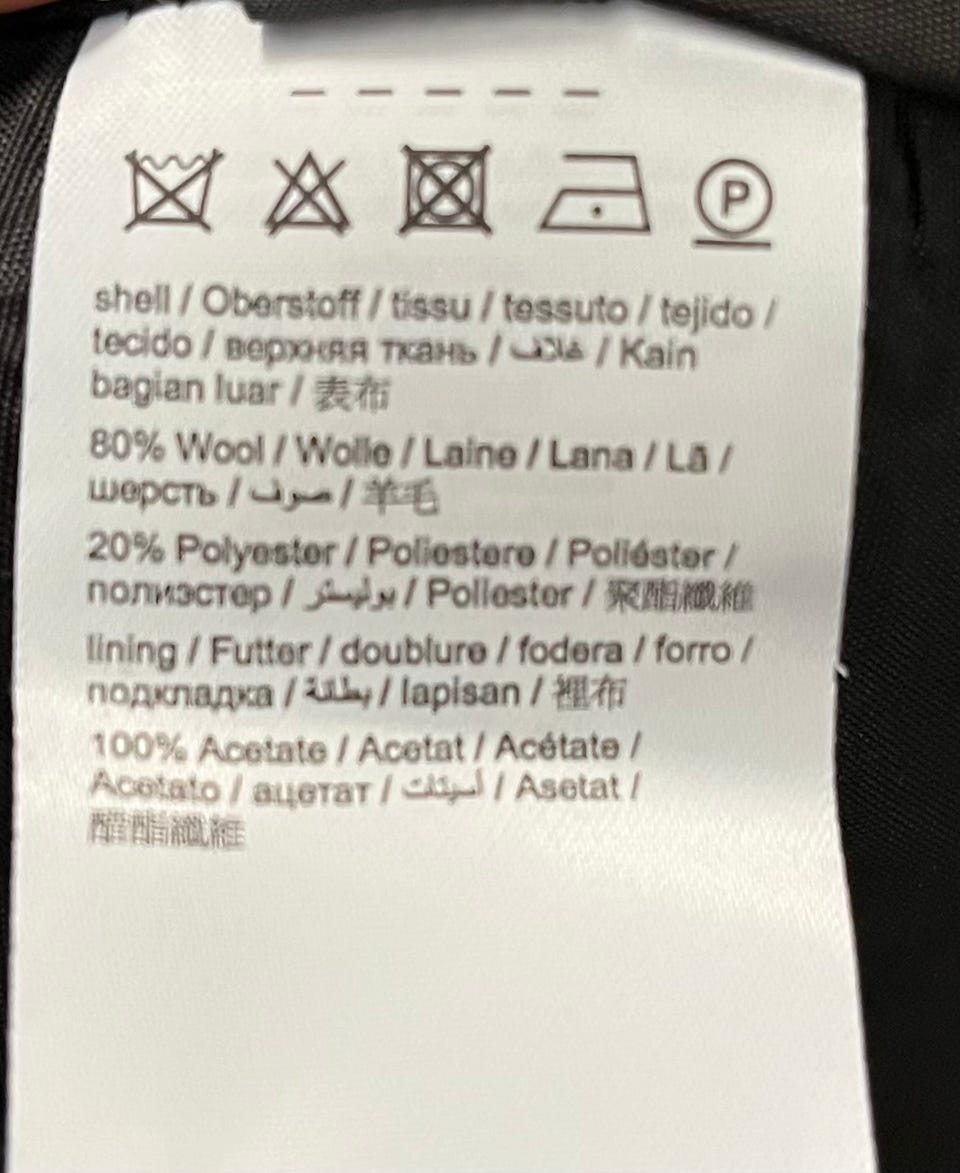 P
shell / Oberstoff / tissu / tessuto / tejido /
tecido / верхняя ткань / غلاف / Kain
bagian luar / 表布
80% Wool / Wolle / Laine / Lana / Lã /
шерсть / صوف / 羊毛
20% Polyester / Poliestere / Poliéster /
полиэстер / بوليستر / Poliester / 聚酯纖維
lining / Futter / doublure / fodera / forro /
подкладка / بطانة / lapisan / 裡布
100% Acetate / Acetat / Acétate /
Acetato / ацетат / أسيتات / Asetat /
醋酯纖維